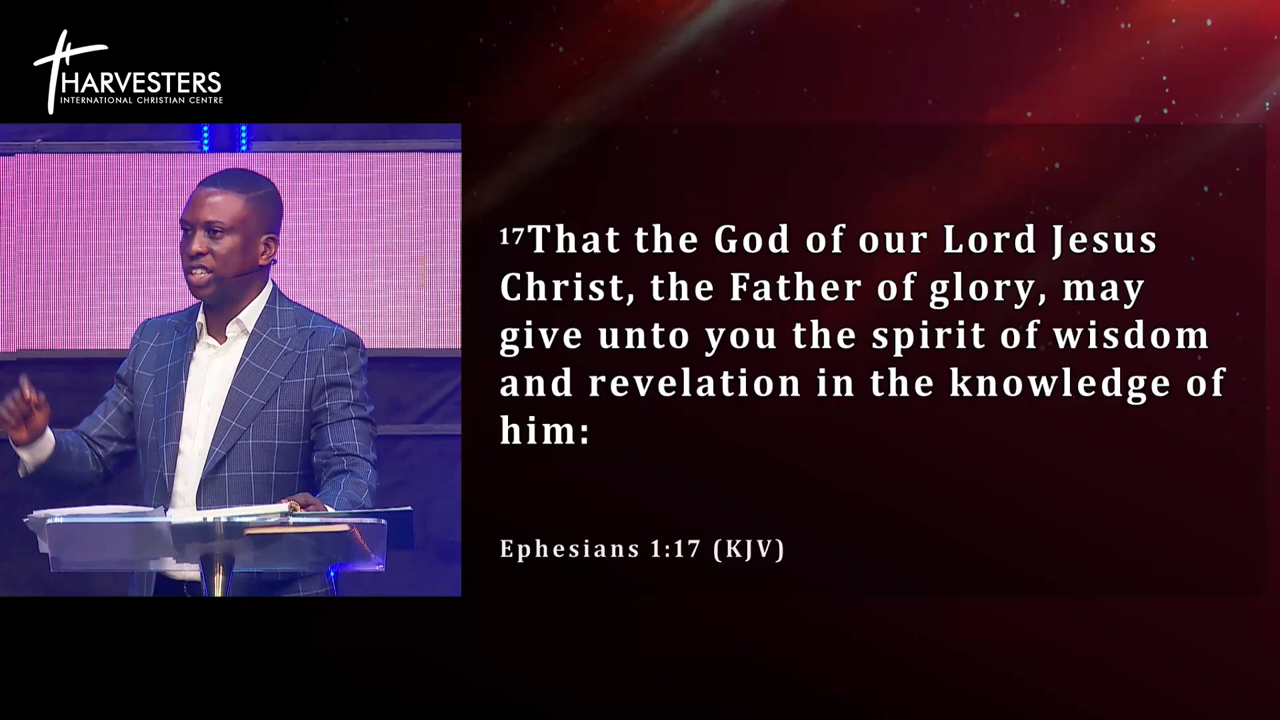 HARVESTERS
INTERNATIONAL CHRISTIAN CENTRE
17That the God of our Lord Jesus
Christ, the Father of glory, may
give unto you the spirit of wisdom
and revelation in the knowledge of
him:
Ephesians 1:17 (KJV)